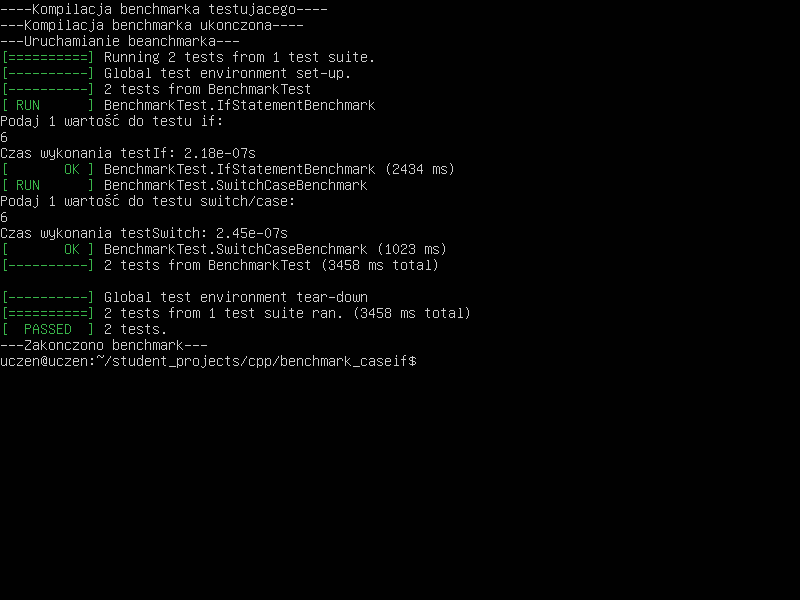 ----Kompilacja benchmarka testujacego----
---Kompilacja benchmarka ukonczona----
---Uruchamianie beanchmarka---
[==========] Running 2 tests from 1 test suite.
[----------] Global test environment set-up.
[----------] 2 tests from BenchmarkTest
[ RUN      ] BenchmarkTest.IfStatementBenchmark
Podaj 1 wartość do testu if:
6
Czas wykonania testIf: 2.18e-07s
[       OK ] BenchmarkTest.IfStatementBenchmark (2434 ms)
[ RUN      ] BenchmarkTest.SwitchCaseBenchmark
Podaj 1 wartość do testu switch/case:
6
Czas wykonania testSwitch: 2.45e-07s
[       OK ] BenchmarkTest.SwitchCaseBenchmark (1023 ms)
[----------] 2 tests from BenchmarkTest (3458 ms total)

[----------] Global test environment tear-down
[==========] 2 tests from 1 test suite ran. (3458 ms total)
[  PASSED  ] 2 tests.
---Zakonczono benchmark---
uczen@uczen:~/student_projects/cpp/benchmark_caseif$